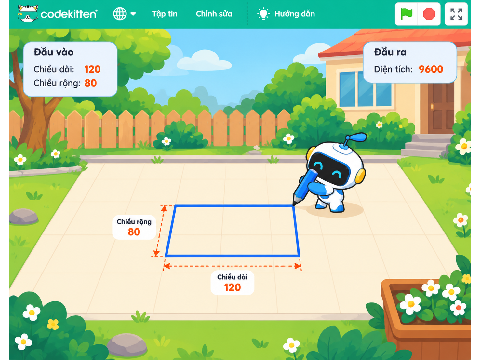 codekitten
Tập tin
Chỉnh sửa
Hướng dẫn
Đầu vào
Chiều dài: 120
Chiều rộng: 80
Đầu ra
Diện tích: 9600
Chiều rộng
80
Chiều dài
120